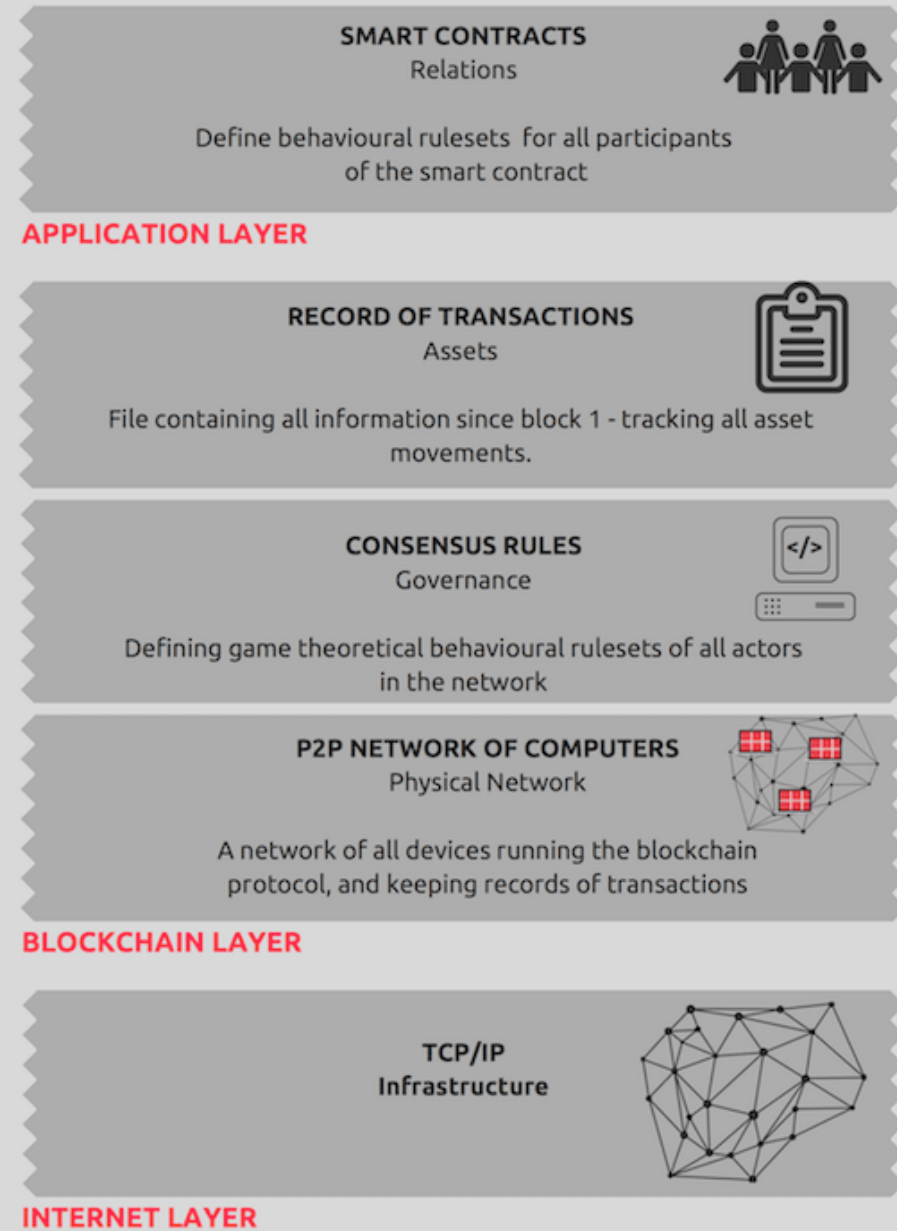 SMART CONTRACTS
Relations
Define behavioural rulesets for all participants
of the smart contract
APPLICATION LAYER
RECORD OF TRANSACTIONS
Assets
File containing all information since block 1 - tracking all asset
movements.
CONSENSUS RULES
Governance
</>
Defining game theoretical behavioural rulesets of all actors
in the network
P2P NETWORK OF COMPUTERS
Physical Network
A network of all devices running the blockchain
protocol, and keeping records of transactions
BLOCKCHAIN LAYER
TCP/IP
Infrastructure
INTERNET LAYER